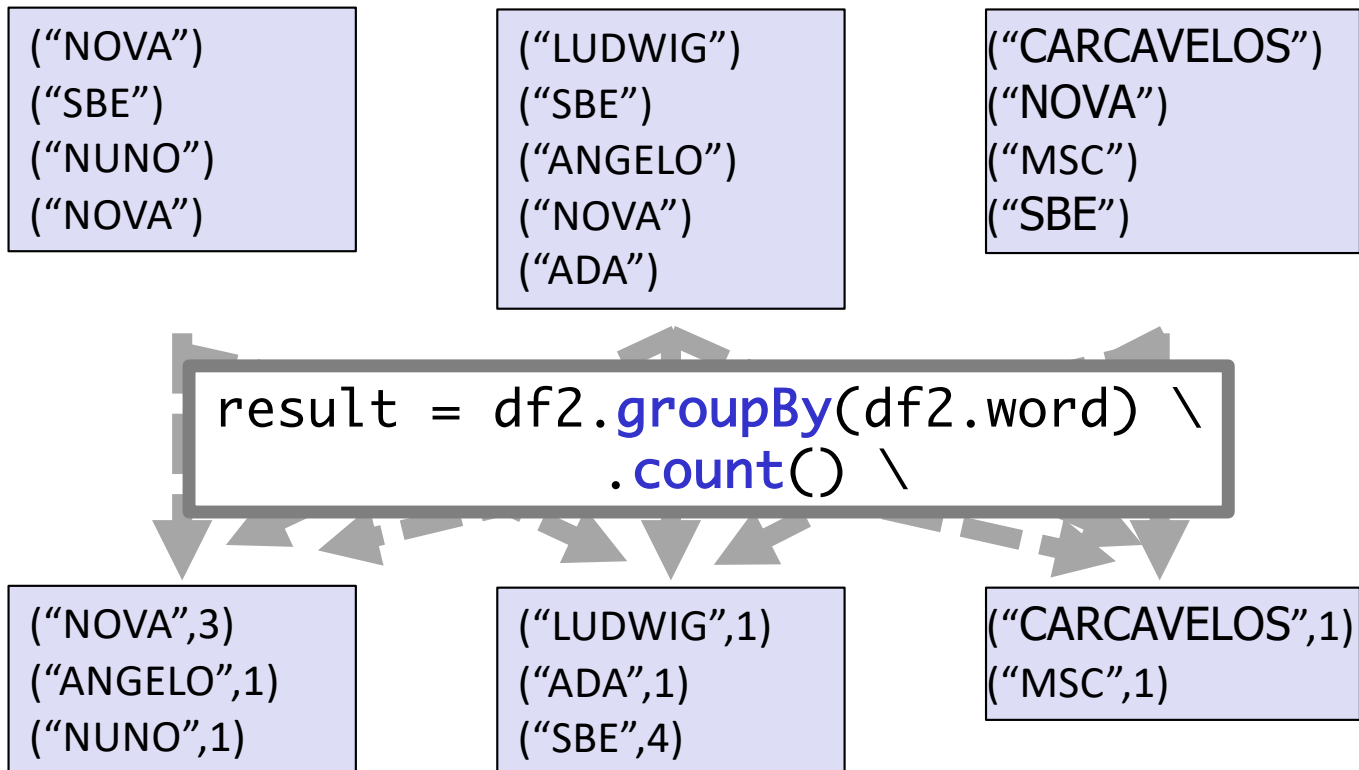 (“NOVA”)
(“SBE”)
(“NUNO”)
(“NOVA”)
(“LUDWIG”)
(“SBE”)
(“ANGELO”)
(“NOVA”)
(“ADA”)
(“CARCAVELOS”)
(“NOVA”)
(“MSC”)
(“SBE”)
result = df2.groupBy(df2.word) \
.count() \
(“NOVA”,3)
(“ANGELO”,1)
(“NUNO”,1)
(“LUDWIG”,1)
(“ADA”,1)
(“SBE”,4)
(“CARCAVELOS”,1)
(“MSC”,1)